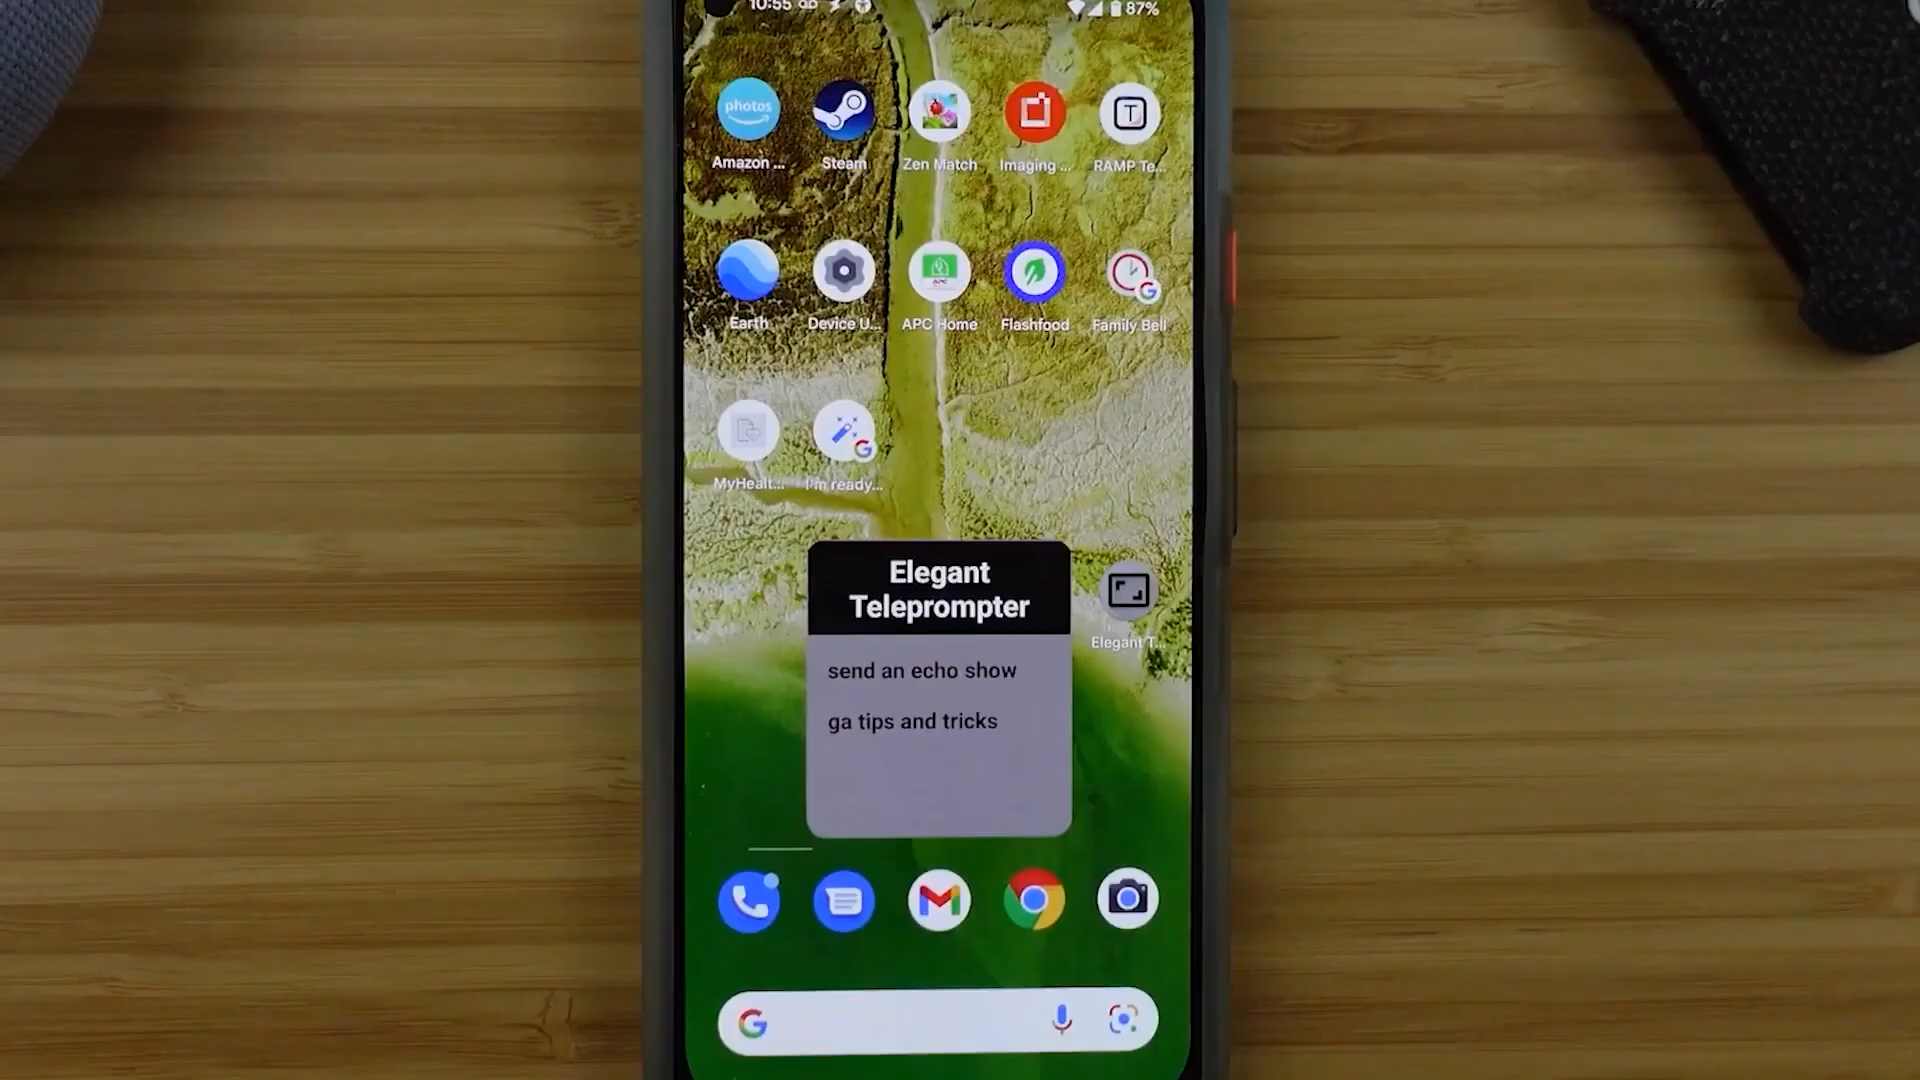 10:55
87%
photos
Amazon ...
Steam
Zen Match
Imaging ...
T
RAMP Te...
Earth
Device U...
APC
APC Home
Flashfood
G
Family Bell
MyHealt...
G
I'm ready...
Elegant
Teleprompter
send an echo show
ga tips and tricks
Elegant T...
G